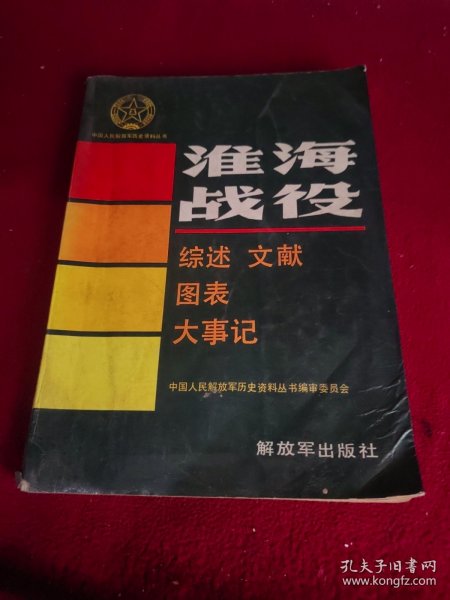 中国人民解放军历史资料丛书
淮海
战役
综述 文献
图表
大事记
中国人民解放军历史资料丛书编审委员会
解放军出版社
孔夫子旧书网
www.kongfz.com